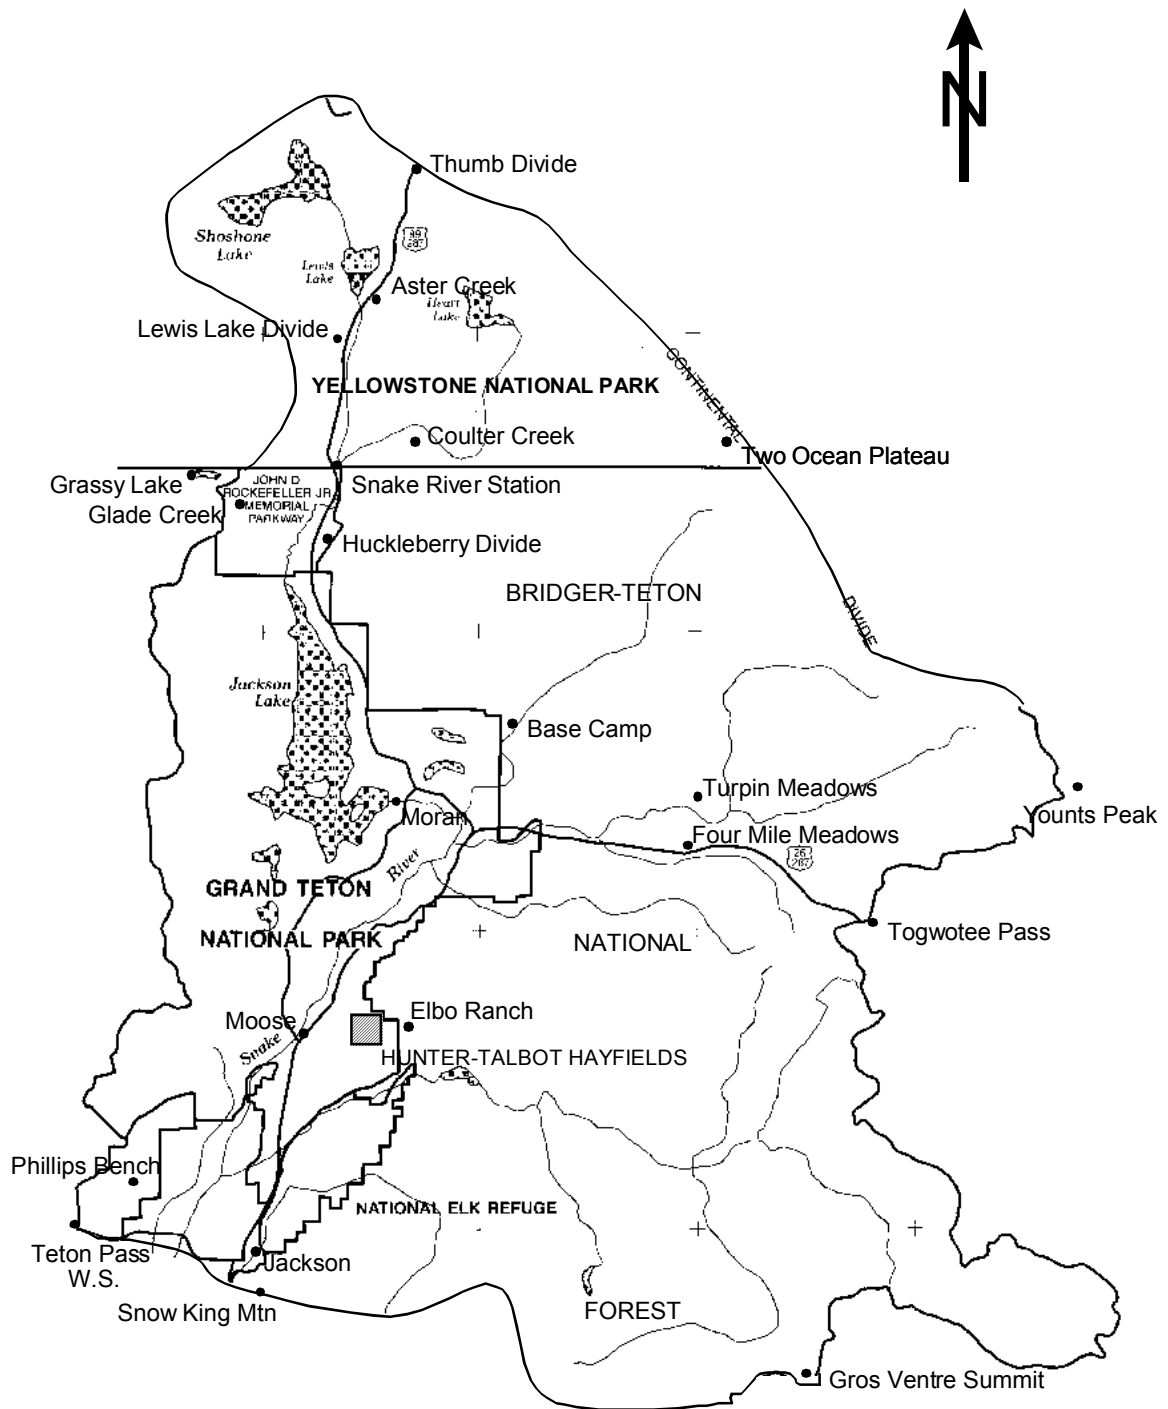 N
Thumb Divide
Shoshone
Lake
89
287
Lewis
Lake
Aster Creek
Heart
Lake
Lewis Lake Divide
CONTINENTAL
YELLOWSTONE NATIONAL PARK
Coulter Creek
Two Ocean Plateau
Grassy Lake
JOHN D
ROCKEFELLER JR
MEMORIAL
PARKWAY
Snake River Station
Glade Creek
Huckleberry Divide
BRIDGER-TETON
DIVIDE
Jackson
Lake
Base Camp
Turpin Meadows
Younts Peak
Moran
Four Mile Meadows
26
287
River
GRAND TETON
NATIONAL PARK
NATIONAL
Togwotee Pass
Elbo Ranch
Moose
Snake
HUNTER-TALBOT HAYFIELDS
Phillips Bench
NATIONAL ELK REFUGE
Teton Pass
W.S.
Jackson
Snow King Mtn
FOREST
Gros Ventre Summit